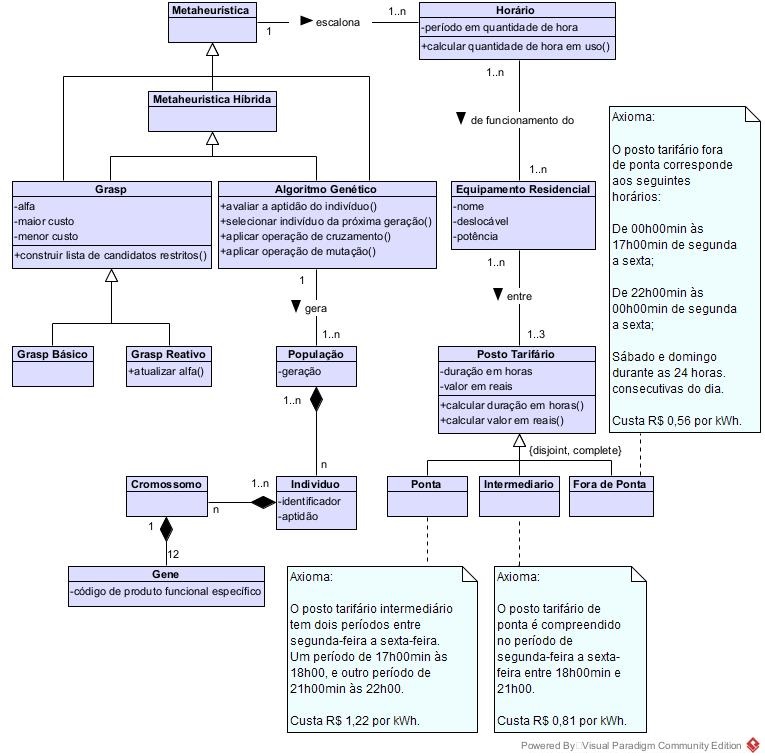 Metaheurística
1
escalona
1..n
Horário
-período em quantidade de hora
+calcular quantidade de hora em uso()
1..n
de funcionamento do
1..n
Metaheuristica Híbrida
Grasp
-alfa
-maior custo
-menor custo
+construir lista de candidatos restritos()
Algoritmo Genético
+avaliar a aptidão do indivíduo()
+selecionar indivíduo da próxima geração()
+aplicar operação de cruzamento()
+aplicar operação de mutação()
Equipamento Residencial
-nome
-deslocável
-potência
1..n
entre
1..3
1
gera
1..n
Grasp Básico
Grasp Reativo
+atualizar alfa()
População
-geração
1..n
n
Posto Tarifário
-duração em horas
-valor em reais
+calcular duração em horas()
+calcular valor em reais()
{disjoint, complete}
Axioma:
O posto tarifário fora
de ponta corresponde
aos seguintes
horários:
De 00h00min às
17h00min de segunda
a sexta;
De 22h00min às
00h00min de segunda
a sexta;
Sábado e domingo
durante as 24 horas.
consecutivas do dia.
Custa R$ 0,56 por kWh.
Cromossomo
n
1..n
Individuo
-identificador
-aptidão
Ponta
Intermediario
Fora de Ponta
1
12
Gene
-código de produto funcional específico
Axioma:
O posto tarifário intermediário
tem dois períodos entre
segunda-feira a sexta-feira.
Um período de 17h00min às
18h00, e outro período de
21h00min às 22h00.
Custa R$ 1,22 por kWh.
Axioma:
O posto tarifário de
ponta é compreendido
no período de
segunda-feira a sexta-
feira entre 18h00min e
21h00.
Custa R$ 0,81 por kWh.
Powered By Visual Paradigm Community Edition